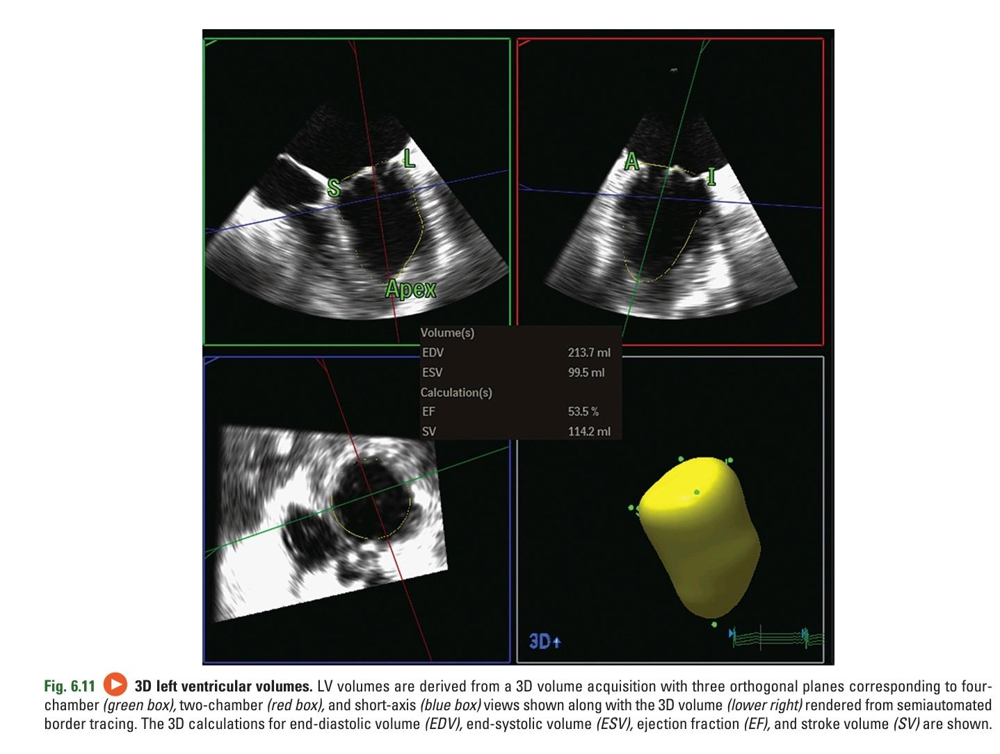 S
L
Apex
A
I
Volume(s)
EDV 213.7 ml
ESV 99.5 ml
Calculation(s)
EF 53.5 %
SV 114.2 ml
3D
Fig. 6.11 3D left ventricular volumes. LV volumes are derived from a 3D volume acquisition with three orthogonal planes corresponding to four-
chamber (green box), two-chamber (red box), and short-axis (blue box) views shown along with the 3D volume (lower right) rendered from semiautomated
border tracing. The 3D calculations for end-diastolic volume (EDV), end-systolic volume (ESV), ejection fraction (EF), and stroke volume (SV) are shown.